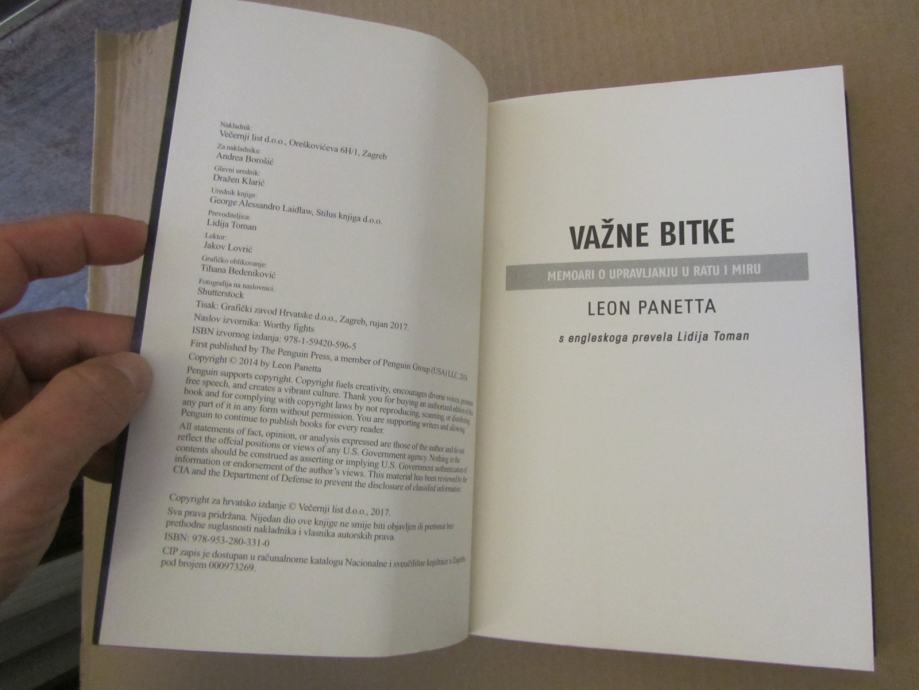 Nakladnik:
Večernji list d.o.o., Oreškovićeva 6H/1, Zagreb
Za nakladnika:
Andrea Borošić
Glavni urednik:
Dražen Klarić
Urednik knjige:
George Alessandro Laidlaw, Stilus knjiga d.o.o.
Prevoditeljica:
Lidija Toman
Lektor:
Jakov Lovrić
Grafičko oblikovanje:
Tihana Bedeniković
Fotografija na naslovnici:
Shutterstock
Tisak: Grafički zavod Hrvatske d.o.o., Zagreb, rujan 2017.
Naslov izvornika: Worthy fights
ISBN izvornog izdanja: 978-1-59420-596-5
First published by The Penguin Press, a member of Penguin Group (USA) LLC, 2014
Copyright © 2014 by Leon Panetta
Penguin supports copyright. Copyright fuels creativity, encourages diverse voices, promotes
free speech, and creates a vibrant culture. Thank you for buying an authorized edition of this
book and for complying with copyright laws by not reproducing, scanning, or distributing
any part of it in any form without permission. You are supporting writers and allowing
Penguin to continue to publish books for every reader.
All statements of fact, opinion, or analysis expressed are those of the author and do not
reflect the official positions or views of any U.S. Government agency. Nothing in the
contents should be construed as asserting or implying U.S. Government authentication of
information or endorsement of the author's views. This material has been reviewed by the
CIA and the Department of Defense to prevent the disclosure of classified information.
Copyright za hrvatsko izdanje © Večernji list d.o.o., 2017.
Sva prava pridržana. Nijedan dio ove knjige ne smije biti objavljen ili pretisnut bez
prethodne suglasnosti nakladnika i vlasnika autorskih prava.
ISBN: 978-953-280-331-0
CIP zapis je dostupan u računalnome katalogu Nacionalne i sveučilišne knjižnice u Zagrebu
pod brojem 000973269.
VAŽNE BITKE
MEMOARI O UPRAVLJANJU U RATU I MIRU
LEON PANETTA
s engleskoga prevela Lidija Toman